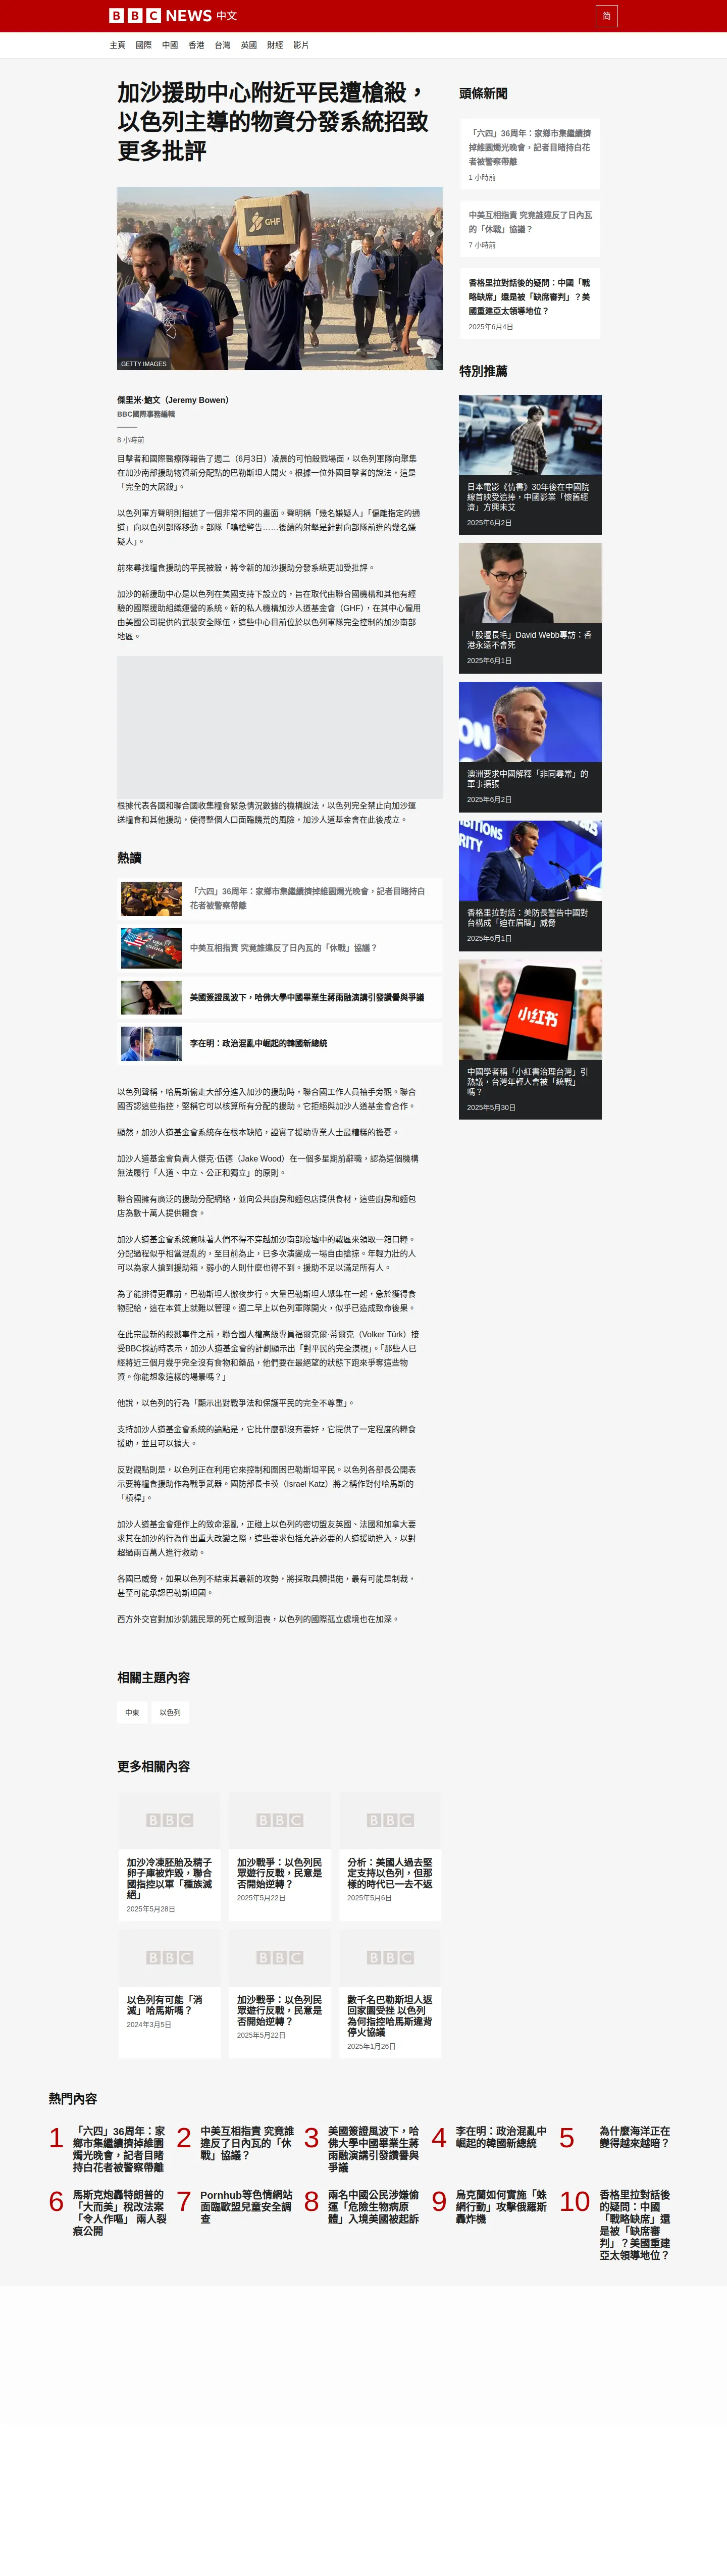 BBC NEWS 中文
简
主頁 國際 中國 香港 台灣 英國 財經 影片
加沙援助中心附近平民遭槍殺，
以色列主導的物資分發系統招致
更多批評
GHF
GETTY IMAGES
傑里米·鮑文（Jeremy Bowen）
BBC國際事務編輯
8 小時前
目擊者和國際醫療隊報告了週二（6月3日）凌晨的可怕殺戮場面，以色列軍隊向聚集
在加沙南部援助物資新分配點的巴勒斯坦人開火。根據一位外國目擊者的說法，這是
「完全的大屠殺」。
以色列軍方聲明則描述了一個非常不同的畫面。聲明稱「幾名嫌疑人」「偏離指定的通
道」向以色列部隊移動。部隊「鳴槍警告……後續的射擊是針對向部隊前進的幾名嫌
疑人」。
前來尋找糧食援助的平民被殺，將令新的加沙援助分發系統更加受批評。
加沙的新援助中心是以色列在美國支持下設立的，旨在取代由聯合國機構和其他有經
驗的國際援助組織運營的系統。新的私人機構加沙人道基金會（GHF），在其中心僱用
由美國公司提供的武裝安全隊伍，這些中心目前位於以色列軍隊完全控制的加沙南部
地區。
根據代表各國和聯合國收集糧食緊急情況數據的機構說法，以色列完全禁止向加沙運
送糧食和其他援助，使得整個人口面臨饑荒的風險，加沙人道基金會在此後成立。
熱讀
「六四」36周年：家鄉市集繼續擠掉維園燭光晚會，記者目睹持白
花者被警察帶離
中美互相指責 究竟誰違反了日內瓦的「休戰」協議？
美國簽證風波下，哈佛大學中國畢業生蔣雨融演講引發讚譽與爭議
李在明：政治混亂中崛起的韓國新總統
以色列聲稱，哈馬斯偷走大部分進入加沙的援助時，聯合國工作人員袖手旁觀。聯合
國否認這些指控，堅稱它可以核算所有分配的援助。它拒絕與加沙人道基金會合作。
顯然，加沙人道基金會系統存在根本缺陷，證實了援助專業人士最糟糕的擔憂。
加沙人道基金會負責人傑克·伍德（Jake Wood）在一個多星期前辭職，認為這個機構
無法履行「人道、中立、公正和獨立」的原則。
聯合國擁有廣泛的援助分配網絡，並向公共廚房和麵包店提供食材，這些廚房和麵包
店為數十萬人提供糧食。
加沙人道基金會系統意味著人們不得不穿越加沙南部廢墟中的戰區來領取一箱口糧。
分配過程似乎相當混亂的，至目前為止，已多次演變成一場自由搶掠。年輕力壯的人
可以為家人搶到援助箱，弱小的人則什麼也得不到。援助不足以滿足所有人。
為了能排得更靠前，巴勒斯坦人徹夜步行。大量巴勒斯坦人聚集在一起，急於獲得食
物配給，這在本質上就難以管理。週二早上以色列軍隊開火，似乎已造成致命後果。
在此宗最新的殺戮事件之前，聯合國人權高級專員福爾克爾·蒂爾克（Volker Türk）接
受BBC採訪時表示，加沙人道基金會的計劃顯示出「對平民的完全漠視」。「那些人已
經將近三個月幾乎完全沒有食物和藥品，他們要在最絕望的狀態下跑來爭奪這些物
資。你能想象這樣的場景嗎？」
他說，以色列的行為「顯示出對戰爭法和保護平民的完全不尊重」。
支持加沙人道基金會系統的論點是，它比什麼都沒有要好，它提供了一定程度的糧食
援助，並且可以擴大。
反對觀點則是，以色列正在利用它來控制和圍困巴勒斯坦平民。以色列各部長公開表
示要將糧食援助作為戰爭武器。國防部長卡茨（Israel Katz）將之稱作對付哈馬斯的
「槓桿」。
加沙人道基金會運作上的致命混亂，正碰上以色列的密切盟友英國、法國和加拿大要
求其在加沙的行為作出重大改變之際，這些要求包括允許必要的人道援助進入，以對
超過兩百萬人進行救助。
各國已威脅，如果以色列不結束其最新的攻勢，將採取具體措施，最有可能是制裁，
甚至可能承認巴勒斯坦國。
西方外交官對加沙飢餓民眾的死亡感到沮喪，以色列的國際孤立處境也在加深。
相關主題內容
中東 以色列
更多相關內容
加沙冷凍胚胎及精子
卵子庫被炸毀，聯合
國指控以軍「種族滅
絕」
2025年5月28日
加沙戰爭：以色列民
眾遊行反戰，民意是
否開始逆轉？
2025年5月22日
分析：美國人過去堅
定支持以色列，但那
樣的時代已一去不返
2025年5月6日
以色列有可能「消
滅」哈馬斯嗎？
2024年3月5日
加沙戰爭：以色列民
眾遊行反戰，民意是
否開始逆轉？
2025年5月22日
數千名巴勒斯坦人返
回家園受挫 以色列
為何指控哈馬斯違背
停火協議
2025年1月26日
頭條新聞
「六四」36周年：家鄉市集繼續擠
掉維園燭光晚會，記者目睹持白花
者被警察帶離
1 小時前
中美互相指責 究竟誰違反了日內瓦
的「休戰」協議？
7 小時前
香格里拉對話後的疑問：中國「戰
略缺席」還是被「缺席審判」？美
國重建亞太領導地位？
2025年6月4日
特別推薦
日本電影《情書》30年後在中國院
線首映受追捧，中國影業「懷舊經
濟」方興未艾
2025年6月2日
「股壇長毛」David Webb專訪：香
港永遠不會死
2025年6月1日
澳洲要求中國解釋「非同尋常」的
軍事擴張
2025年6月2日
香格里拉對話：美防長警告中國對
台構成「迫在眉睫」威脅
2025年6月1日
小红书
中國學者稱「小紅書治理台灣」引
熱議，台灣年輕人會被「統戰」
嗎？
2025年5月30日
熱門內容
1 「六四」36周年：家
鄉市集繼續擠掉維園
燭光晚會，記者目睹
持白花者被警察帶離
2 中美互相指責 究竟誰
違反了日內瓦的「休
戰」協議？
3 美國簽證風波下，哈
佛大學中國畢業生蔣
雨融演講引發讚譽與
爭議
4 李在明：政治混亂中
崛起的韓國新總統
5 為什麼海洋正在
變得越來越暗？
6 馬斯克炮轟特朗普的
「大而美」稅改法案
「令人作嘔」 兩人裂
痕公開
7 Pornhub等色情網站
面臨歐盟兒童安全調
查
8 兩名中國公民涉嫌偷
運「危險生物病原
體」入境美國被起訴
9 烏克蘭如何實施「蛛
網行動」攻擊俄羅斯
轟炸機
10 香格里拉對話後
的疑問：中國
「戰略缺席」還
是被「缺席審
判」？美國重建
亞太領導地位？